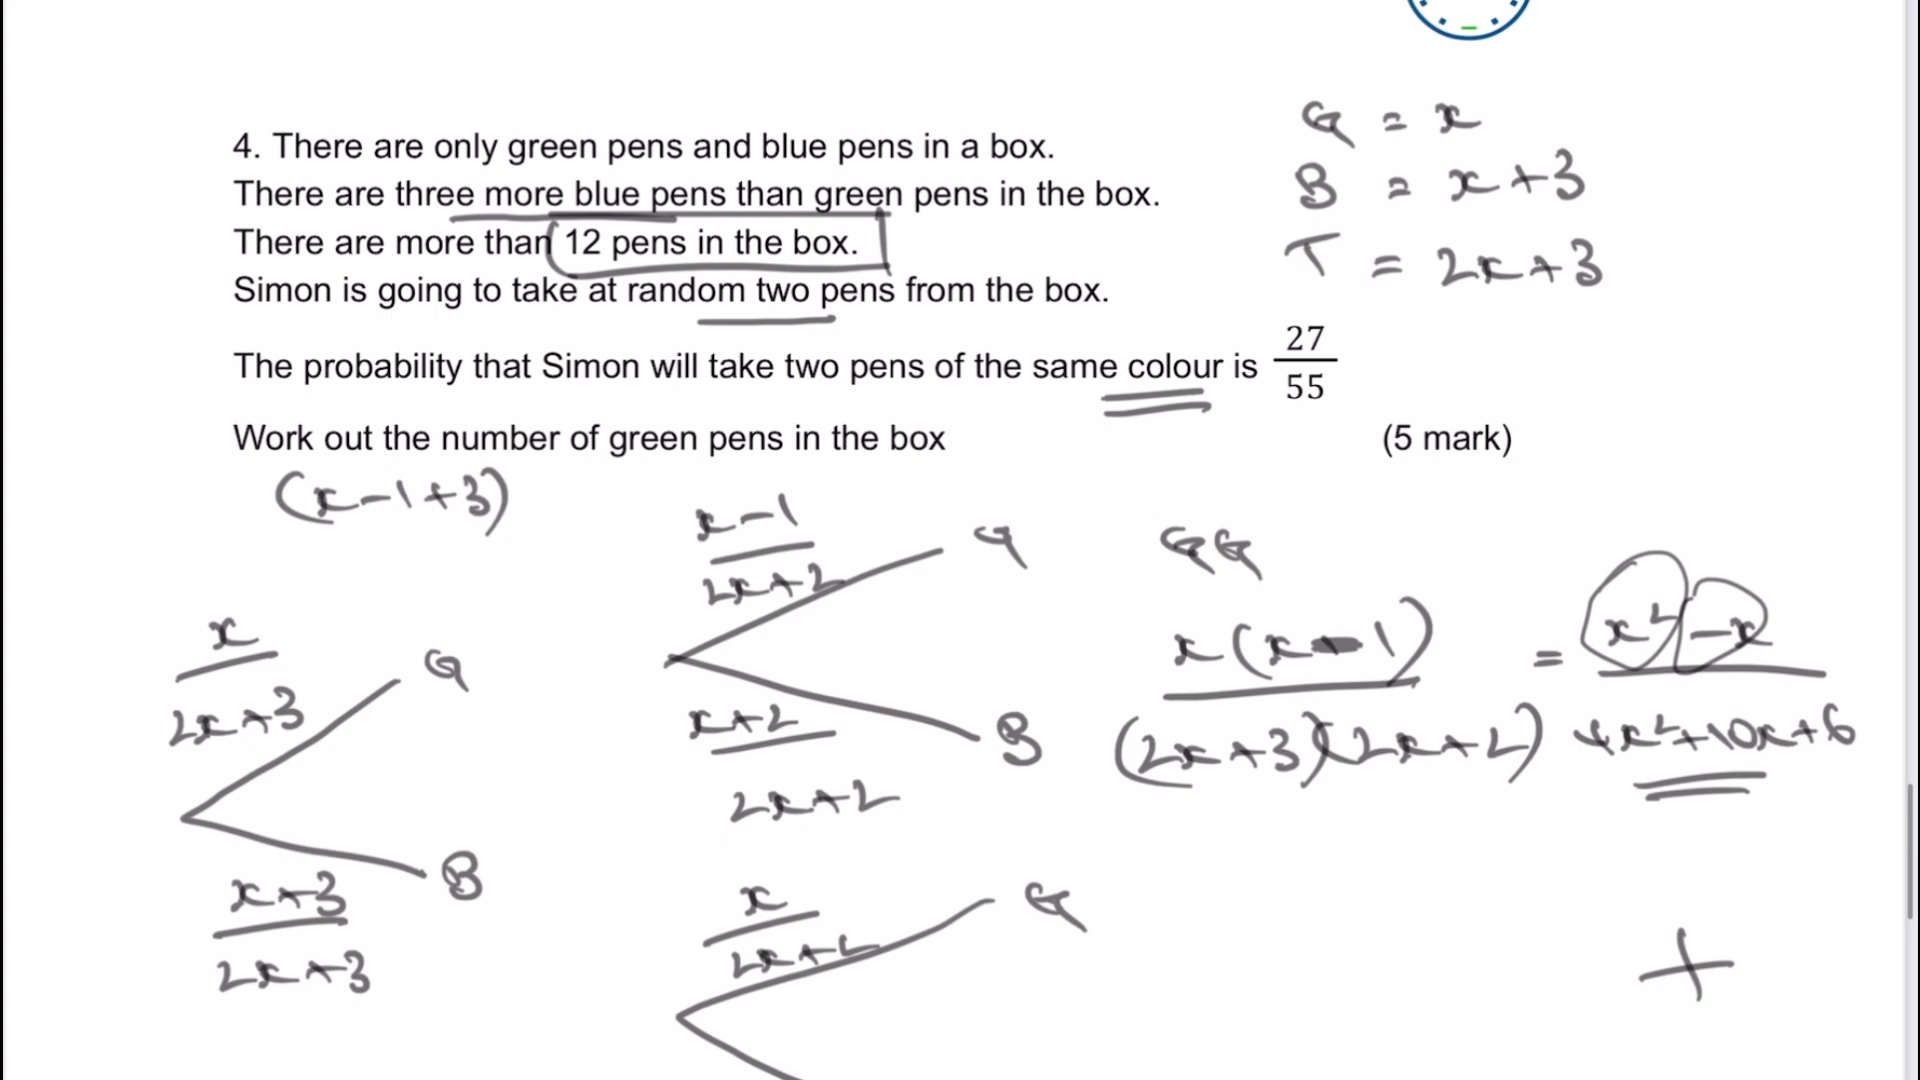 4. There are only green pens and blue pens in a box.
There are three more blue pens than green pens in the box.
There are more than 12 pens in the box.
Simon is going to take at random two pens from the box.
The probability that Simon will take two pens of the same colour is 27/55
Work out the number of green pens in the box (5 mark)
G = x
B = x+3
T = 2x+3
(x-1+3)
x/2x+3 G
x+3/2x+3 B
x-1/2x+2 G
x+2/2x+2 B
x/2x+2 G
GG
x(x-1)/(2x+3)(2x+2) = x²-x/4x²+10x+6
+